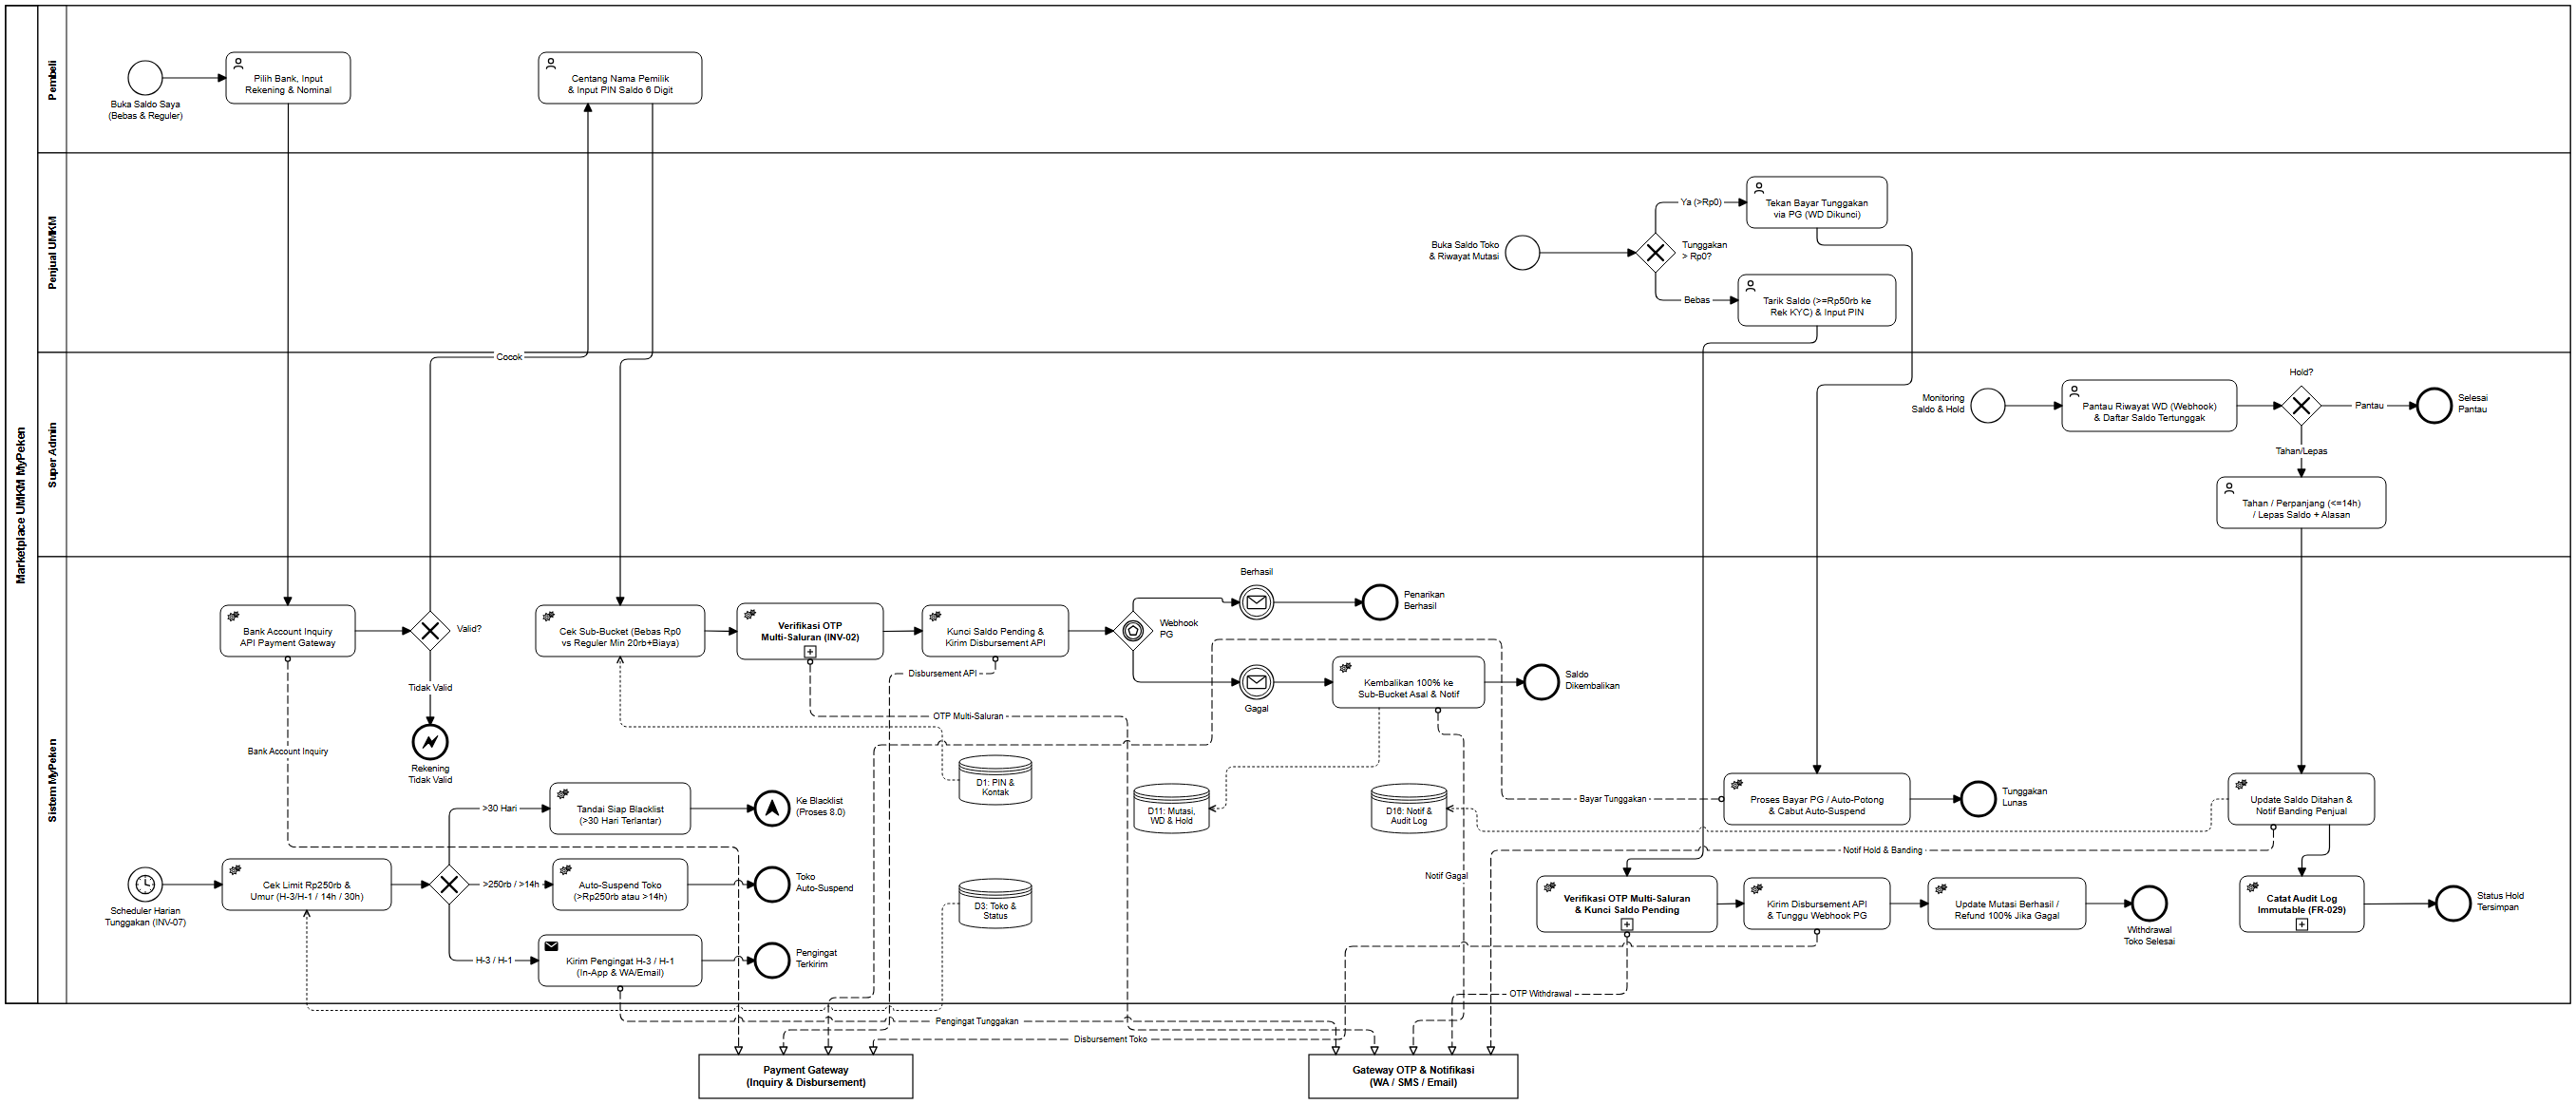 Marketplace UMKM MyPeken
Pembeli
Buka Saldo Saya
(Bebas & Reguler)
Pilih Bank, Input
Rekening & Nominal
Centang Nama Pemilik
& Input PIN Saldo 6 Digit
Penjual UMKM
Buka Saldo Toko
& Riwayat Mutasi
Tunggakan
> Rp0?
Ya (>Rp0)
Tekan Bayar Tunggakan
via PG (WD Dikunci)
Bebas
Tarik Saldo (>=Rp50rb ke
Rek KYC) & Input PIN
Super Admin
Cocok
Monitoring
Saldo & Hold
Pantau Riwayat WD (Webhook)
& Daftar Saldo Tertunggak
Hold?
Pantau
Selesai
Pantau
Tahan/Lepas
Tahan / Perpanjang (<=14h)
/ Lepas Saldo + Alasan
Sistem MyPeken
Bank Account Inquiry
API Payment Gateway
Valid?
Tidak Valid
Rekening
Tidak Valid
Cek Sub-Bucket (Bebas Rp0
vs Reguler Min 20rb+Biaya)
Verifikasi OTP
Multi-Saluran (INV-02)
Kunci Saldo Pending &
Kirim Disbursement API
Webhook
PG
Berhasil
Penarikan
Berhasil
Gagal
Kembalikan 100% ke
Sub-Bucket Asal & Notif
Saldo
Dikembalikan
Disbursement API
OTP Multi-Saluran
Bank Account Inquiry
D1: PIN &
Kontak
D11: Mutasi,
WD & Hold
D16: Notif &
Audit Log
D3: Toko &
Status
Bayar Tunggakan
Proses Bayar PG / Auto-Potong
& Cabut Auto-Suspend
Tunggakan
Lunas
Update Saldo Ditahan &
Notif Banding Penjual
Notif Hold & Banding
Notif Gagal
Scheduler Harian
Tunggakan (INV-07)
Cek Limit Rp250rb &
Umur (H-3/H-1 / 14h / 30h)
>30 Hari
Tandai Siap Blacklist
(>30 Hari Terlantar)
Ke Blacklist
(Proses 8.0)
>250rb / >14h
Auto-Suspend Toko
(>Rp250rb atau >14h)
Toko
Auto-Suspend
H-3 / H-1
Kirim Pengingat H-3 / H-1
(In-App & WA/Email)
Pengingat
Terkirim
Verifikasi OTP Multi-Saluran
& Kunci Saldo Pending
Kirim Disbursement API
& Tunggu Webhook PG
Update Mutasi Berhasil /
Refund 100% Jika Gagal
Withdrawal
Toko Selesai
Catat Audit Log
Immutable (FR-029)
Status Hold
Tersimpan
OTP Withdrawal
Pengingat Tunggakan
Disbursement Toko
Payment Gateway
(Inquiry & Disbursement)
Gateway OTP & Notifikasi
(WA / SMS / Email)